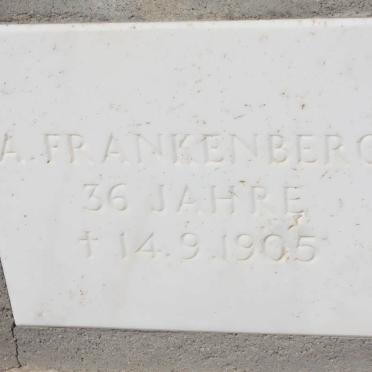 A. FRANKENBERG
36 JAHRE
† 14.9.1905